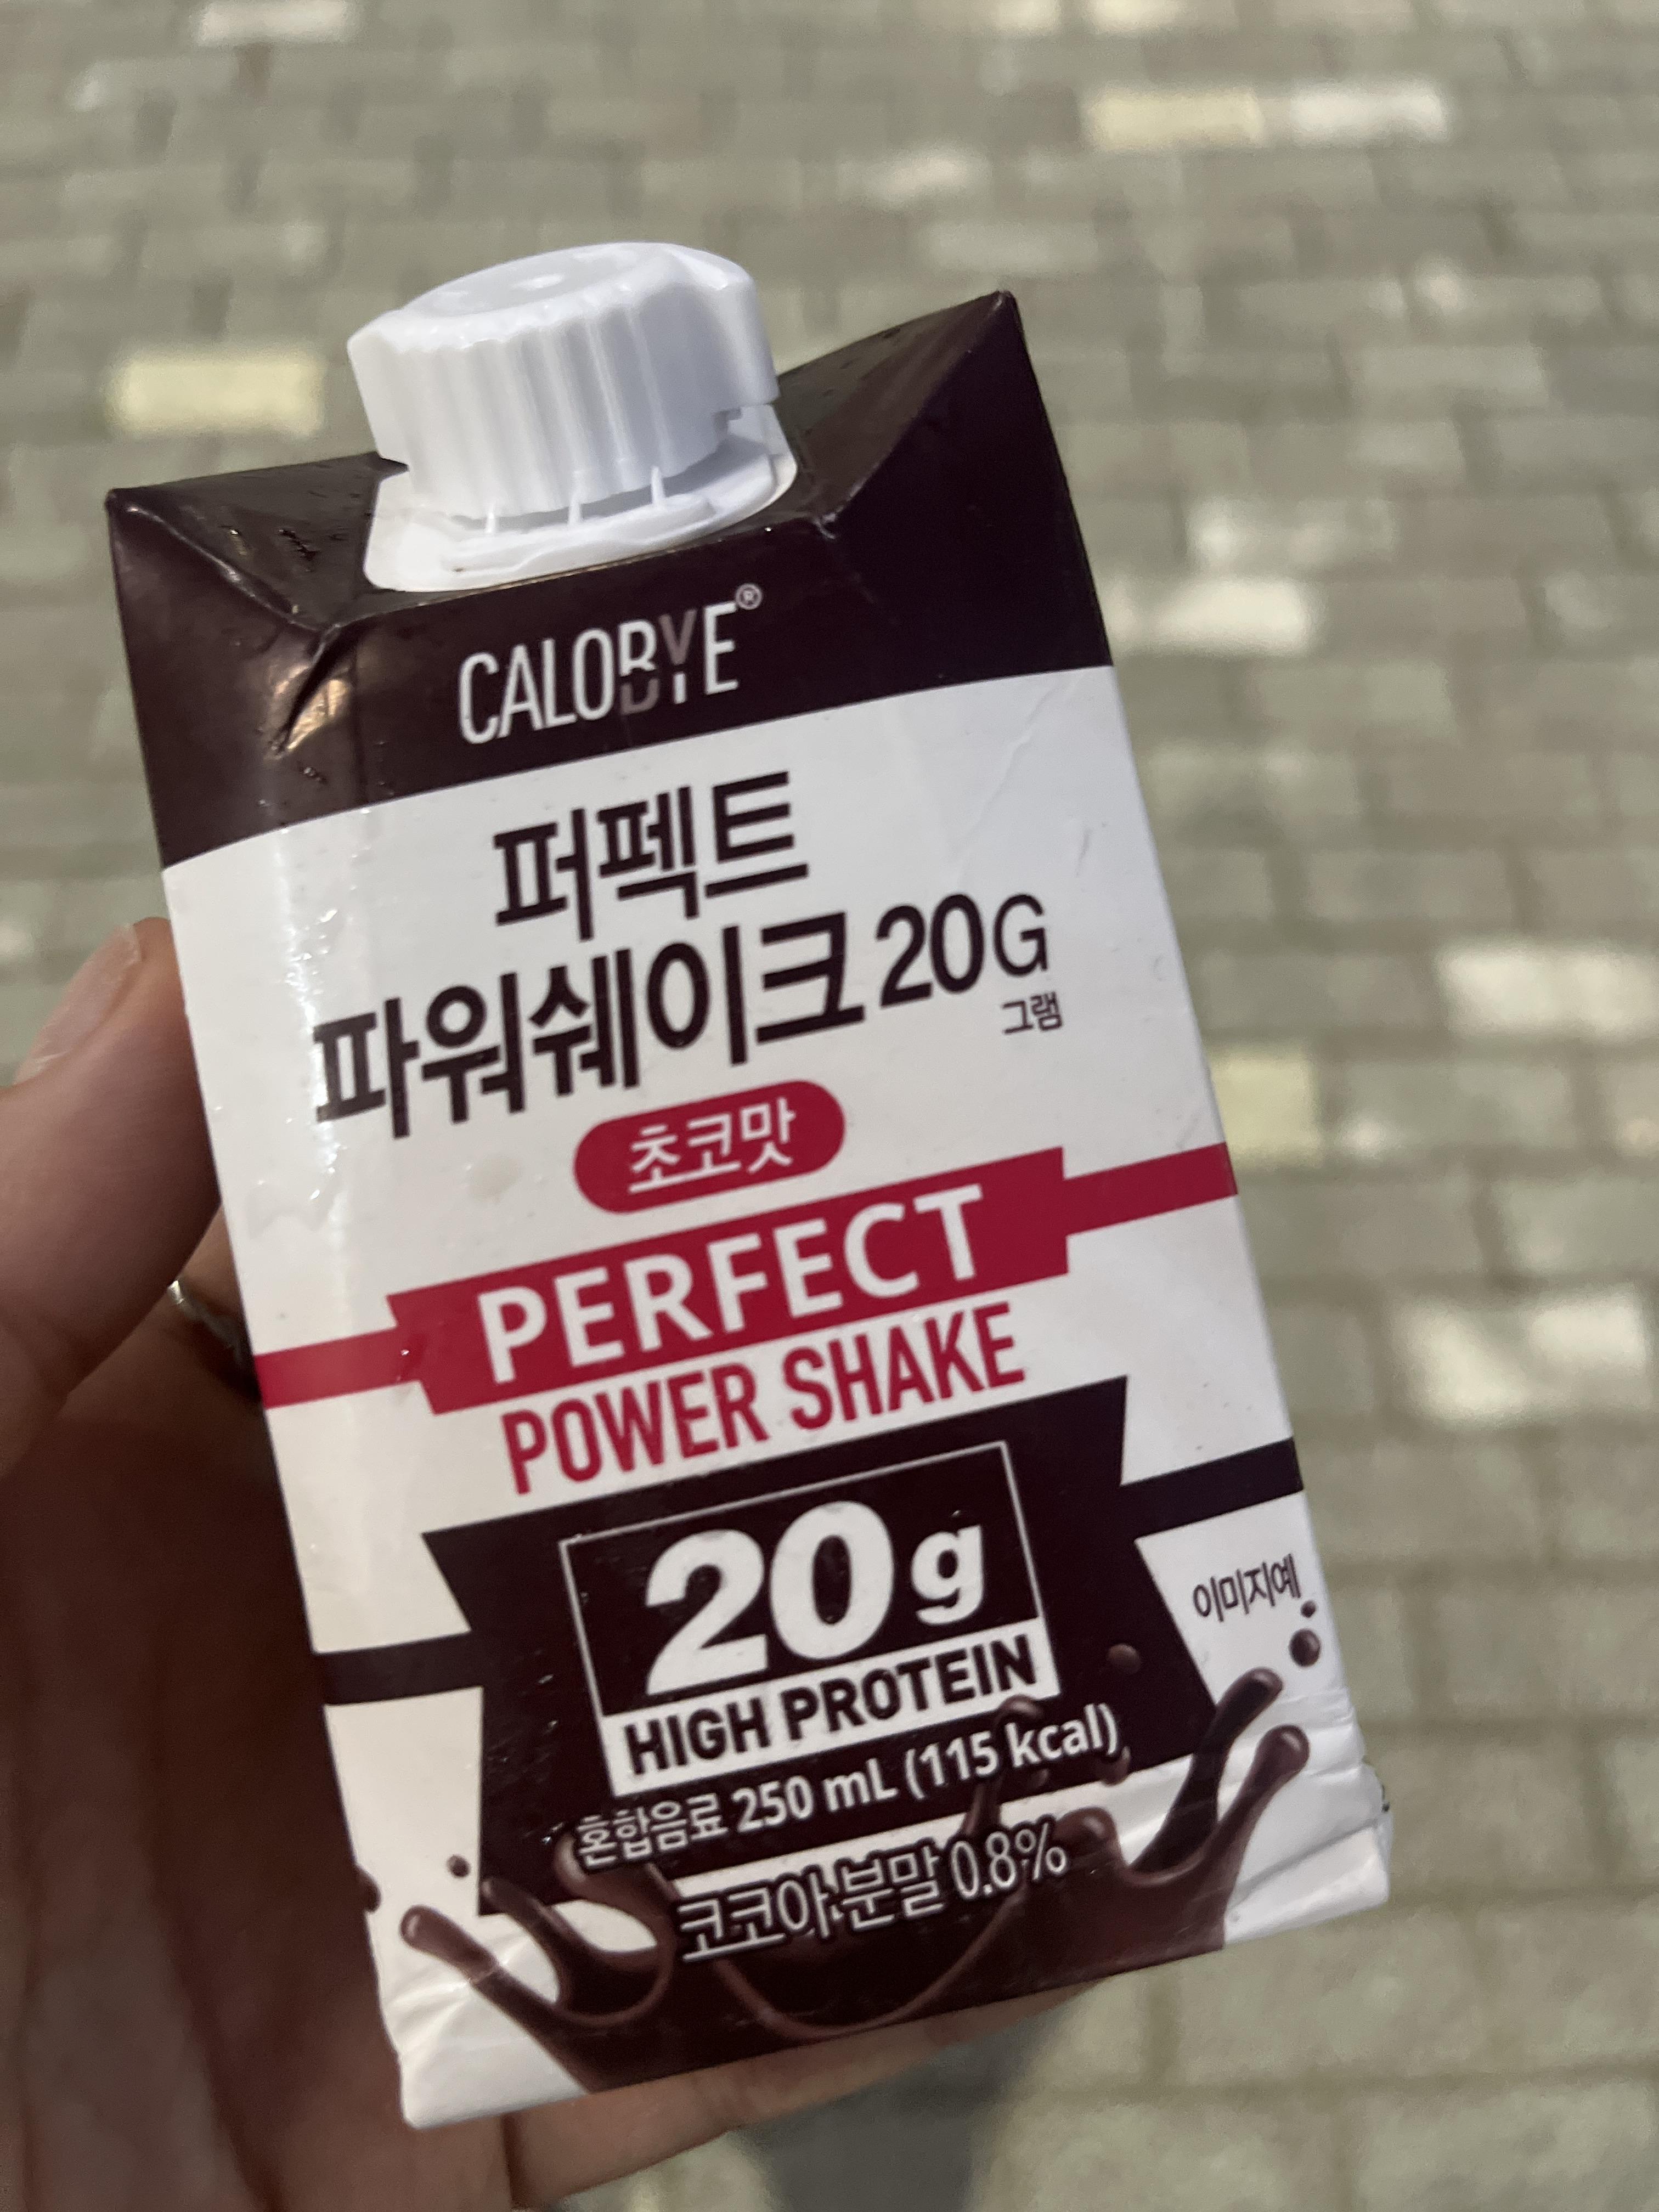 CALOBYE®
퍼펙트
파워쉐이크 20G
그램
초코맛
PERFECT
POWER SHAKE
20g
HIGH PROTEIN
이미지예
혼합음료 250 mL (115 kcal)
코코아분말 0.8%